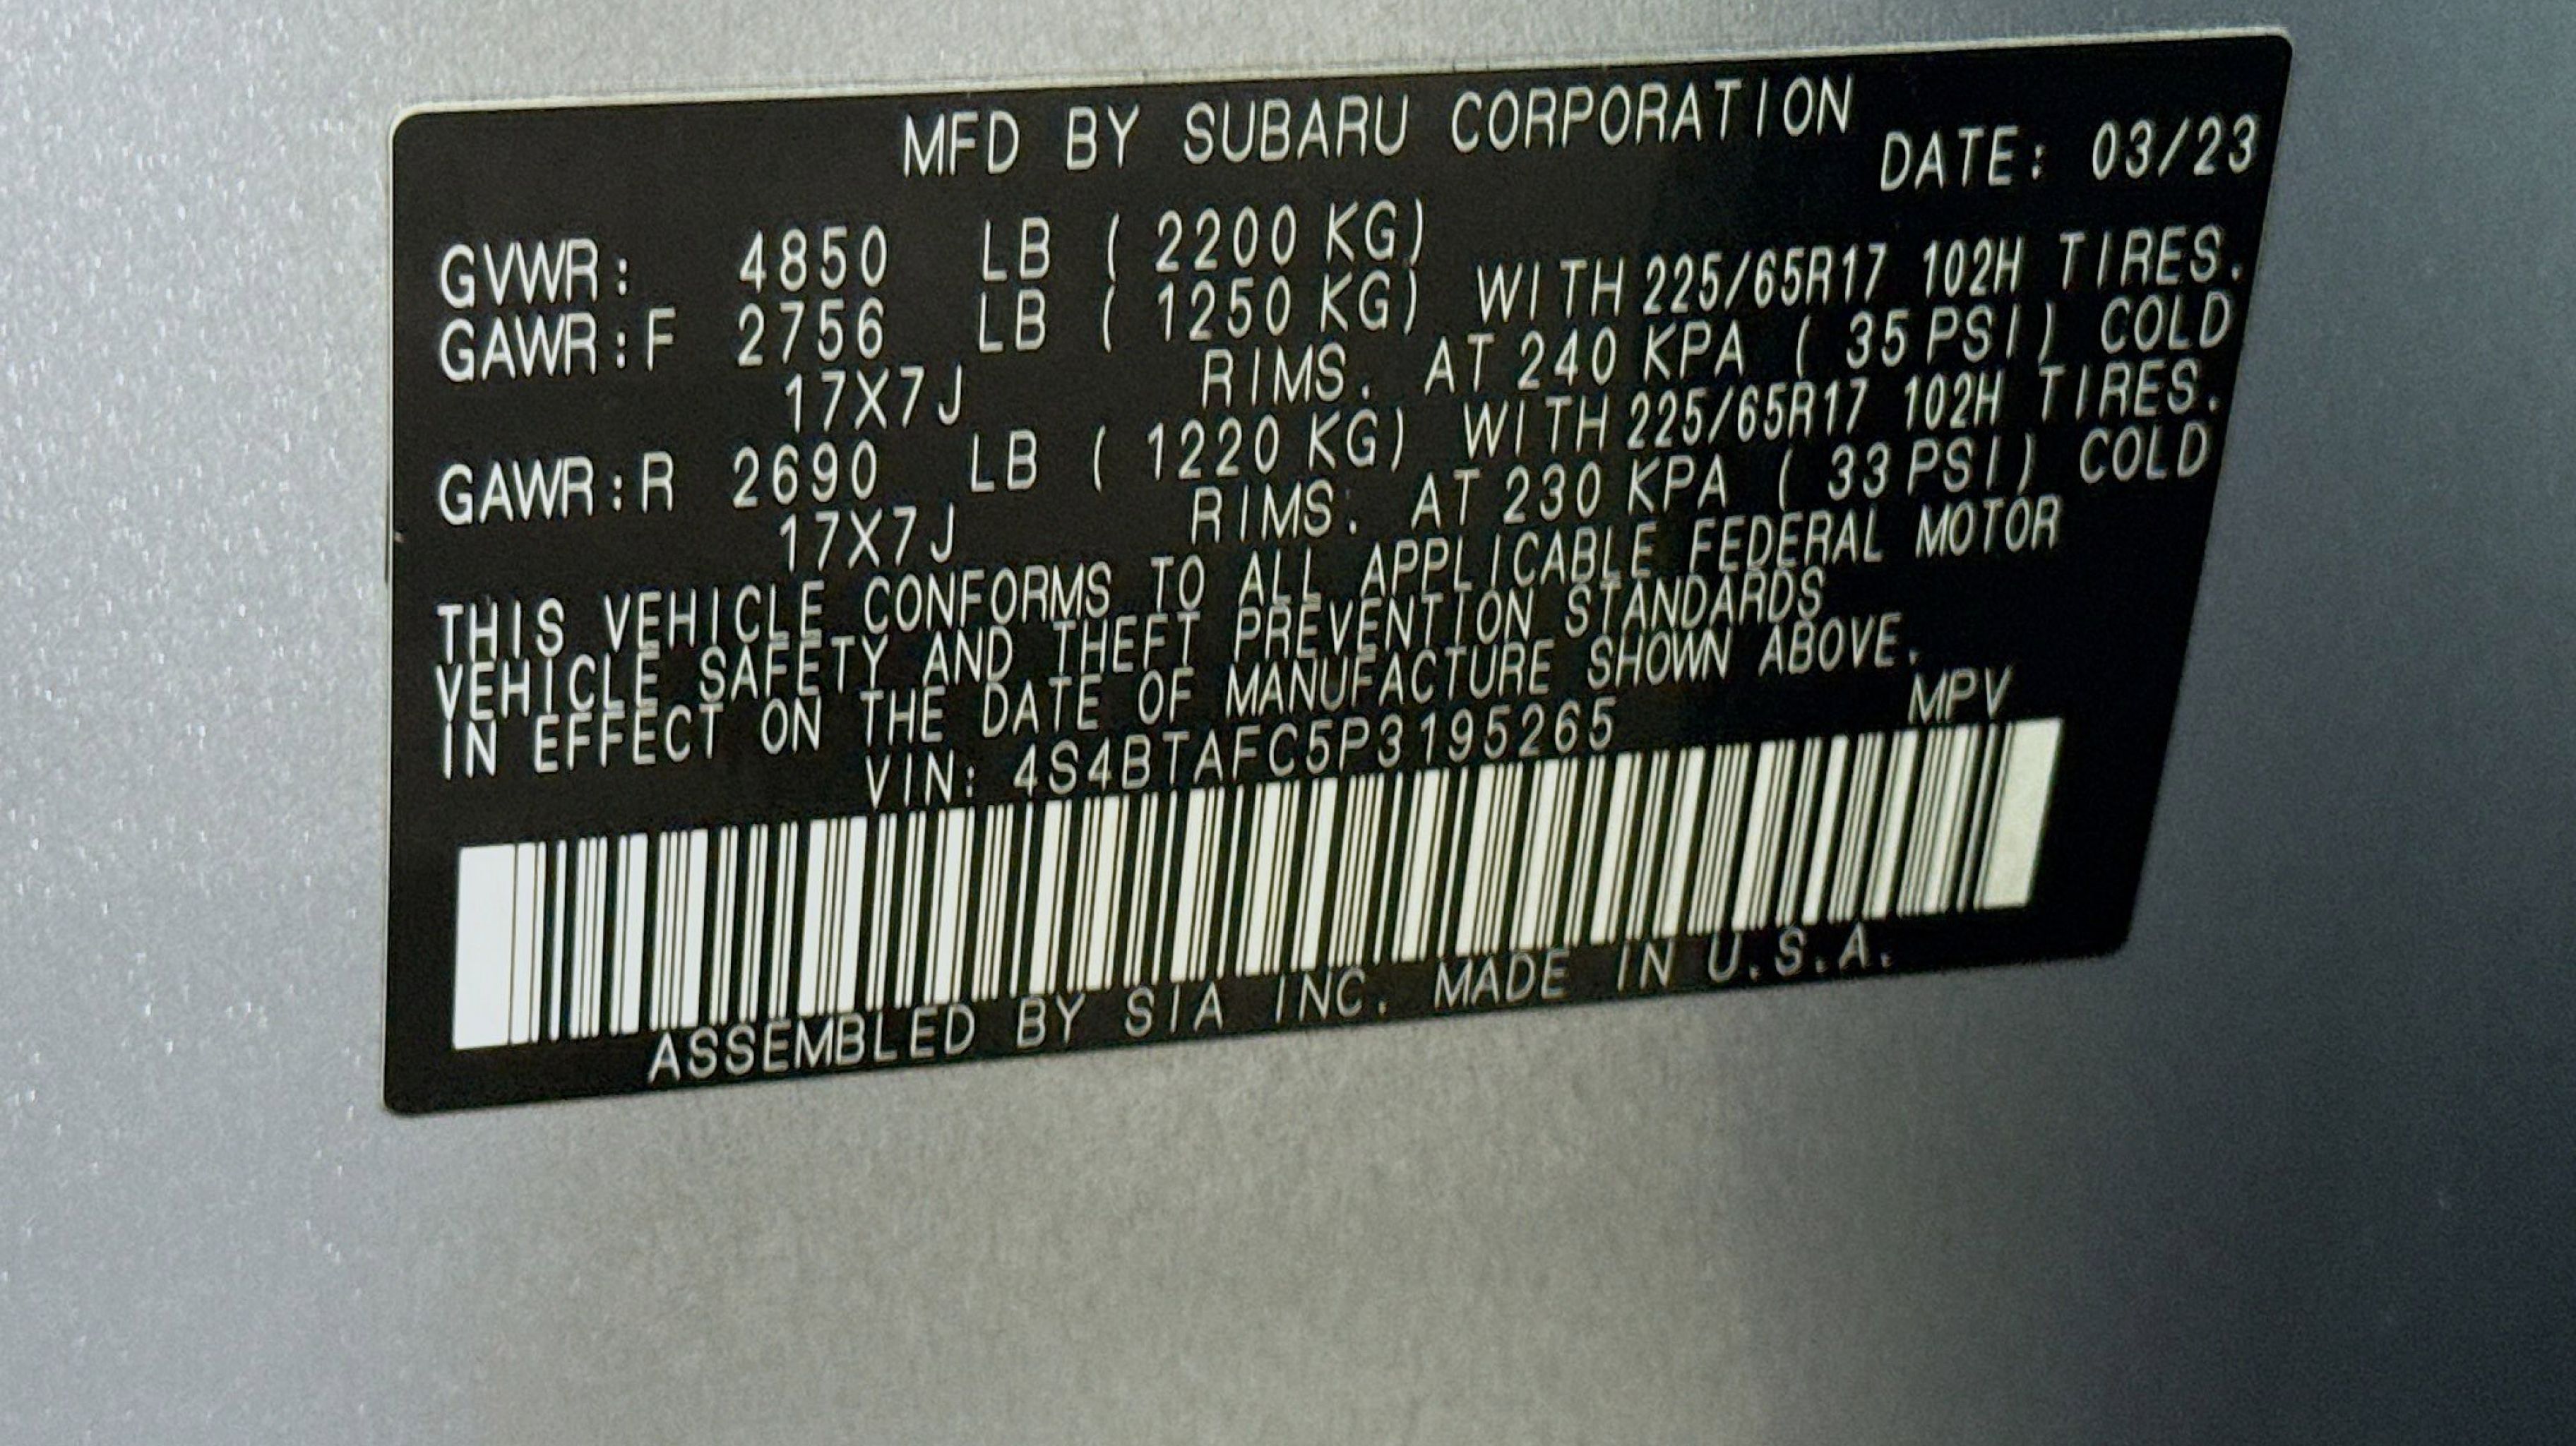 MFD BY SUBARU CORPORATION
DATE: 03/23
GVWR: 4850 LB ( 2200 KG)
GAWR:F 2756 LB ( 1250 KG) WITH 225/65R17 102H TIRES.
17X7J RIMS. AT 240 KPA ( 35 PSI) COLD
GAWR:R 2690 LB ( 1220 KG) WITH 225/65R17 102H TIRES.
17X7J RIMS. AT 230 KPA ( 33 PSI) COLD
THIS VEHICLE CONFORMS TO ALL APPLICABLE FEDERAL MOTOR
VEHICLE SAFETY AND THEFT PREVENTION STANDARDS
IN EFFECT ON THE DATE OF MANUFACTURE SHOWN ABOVE.
VIN: 4S4BTAFC5P3195265 MPV
ASSEMBLED BY SIA INC. MADE IN U.S.A.